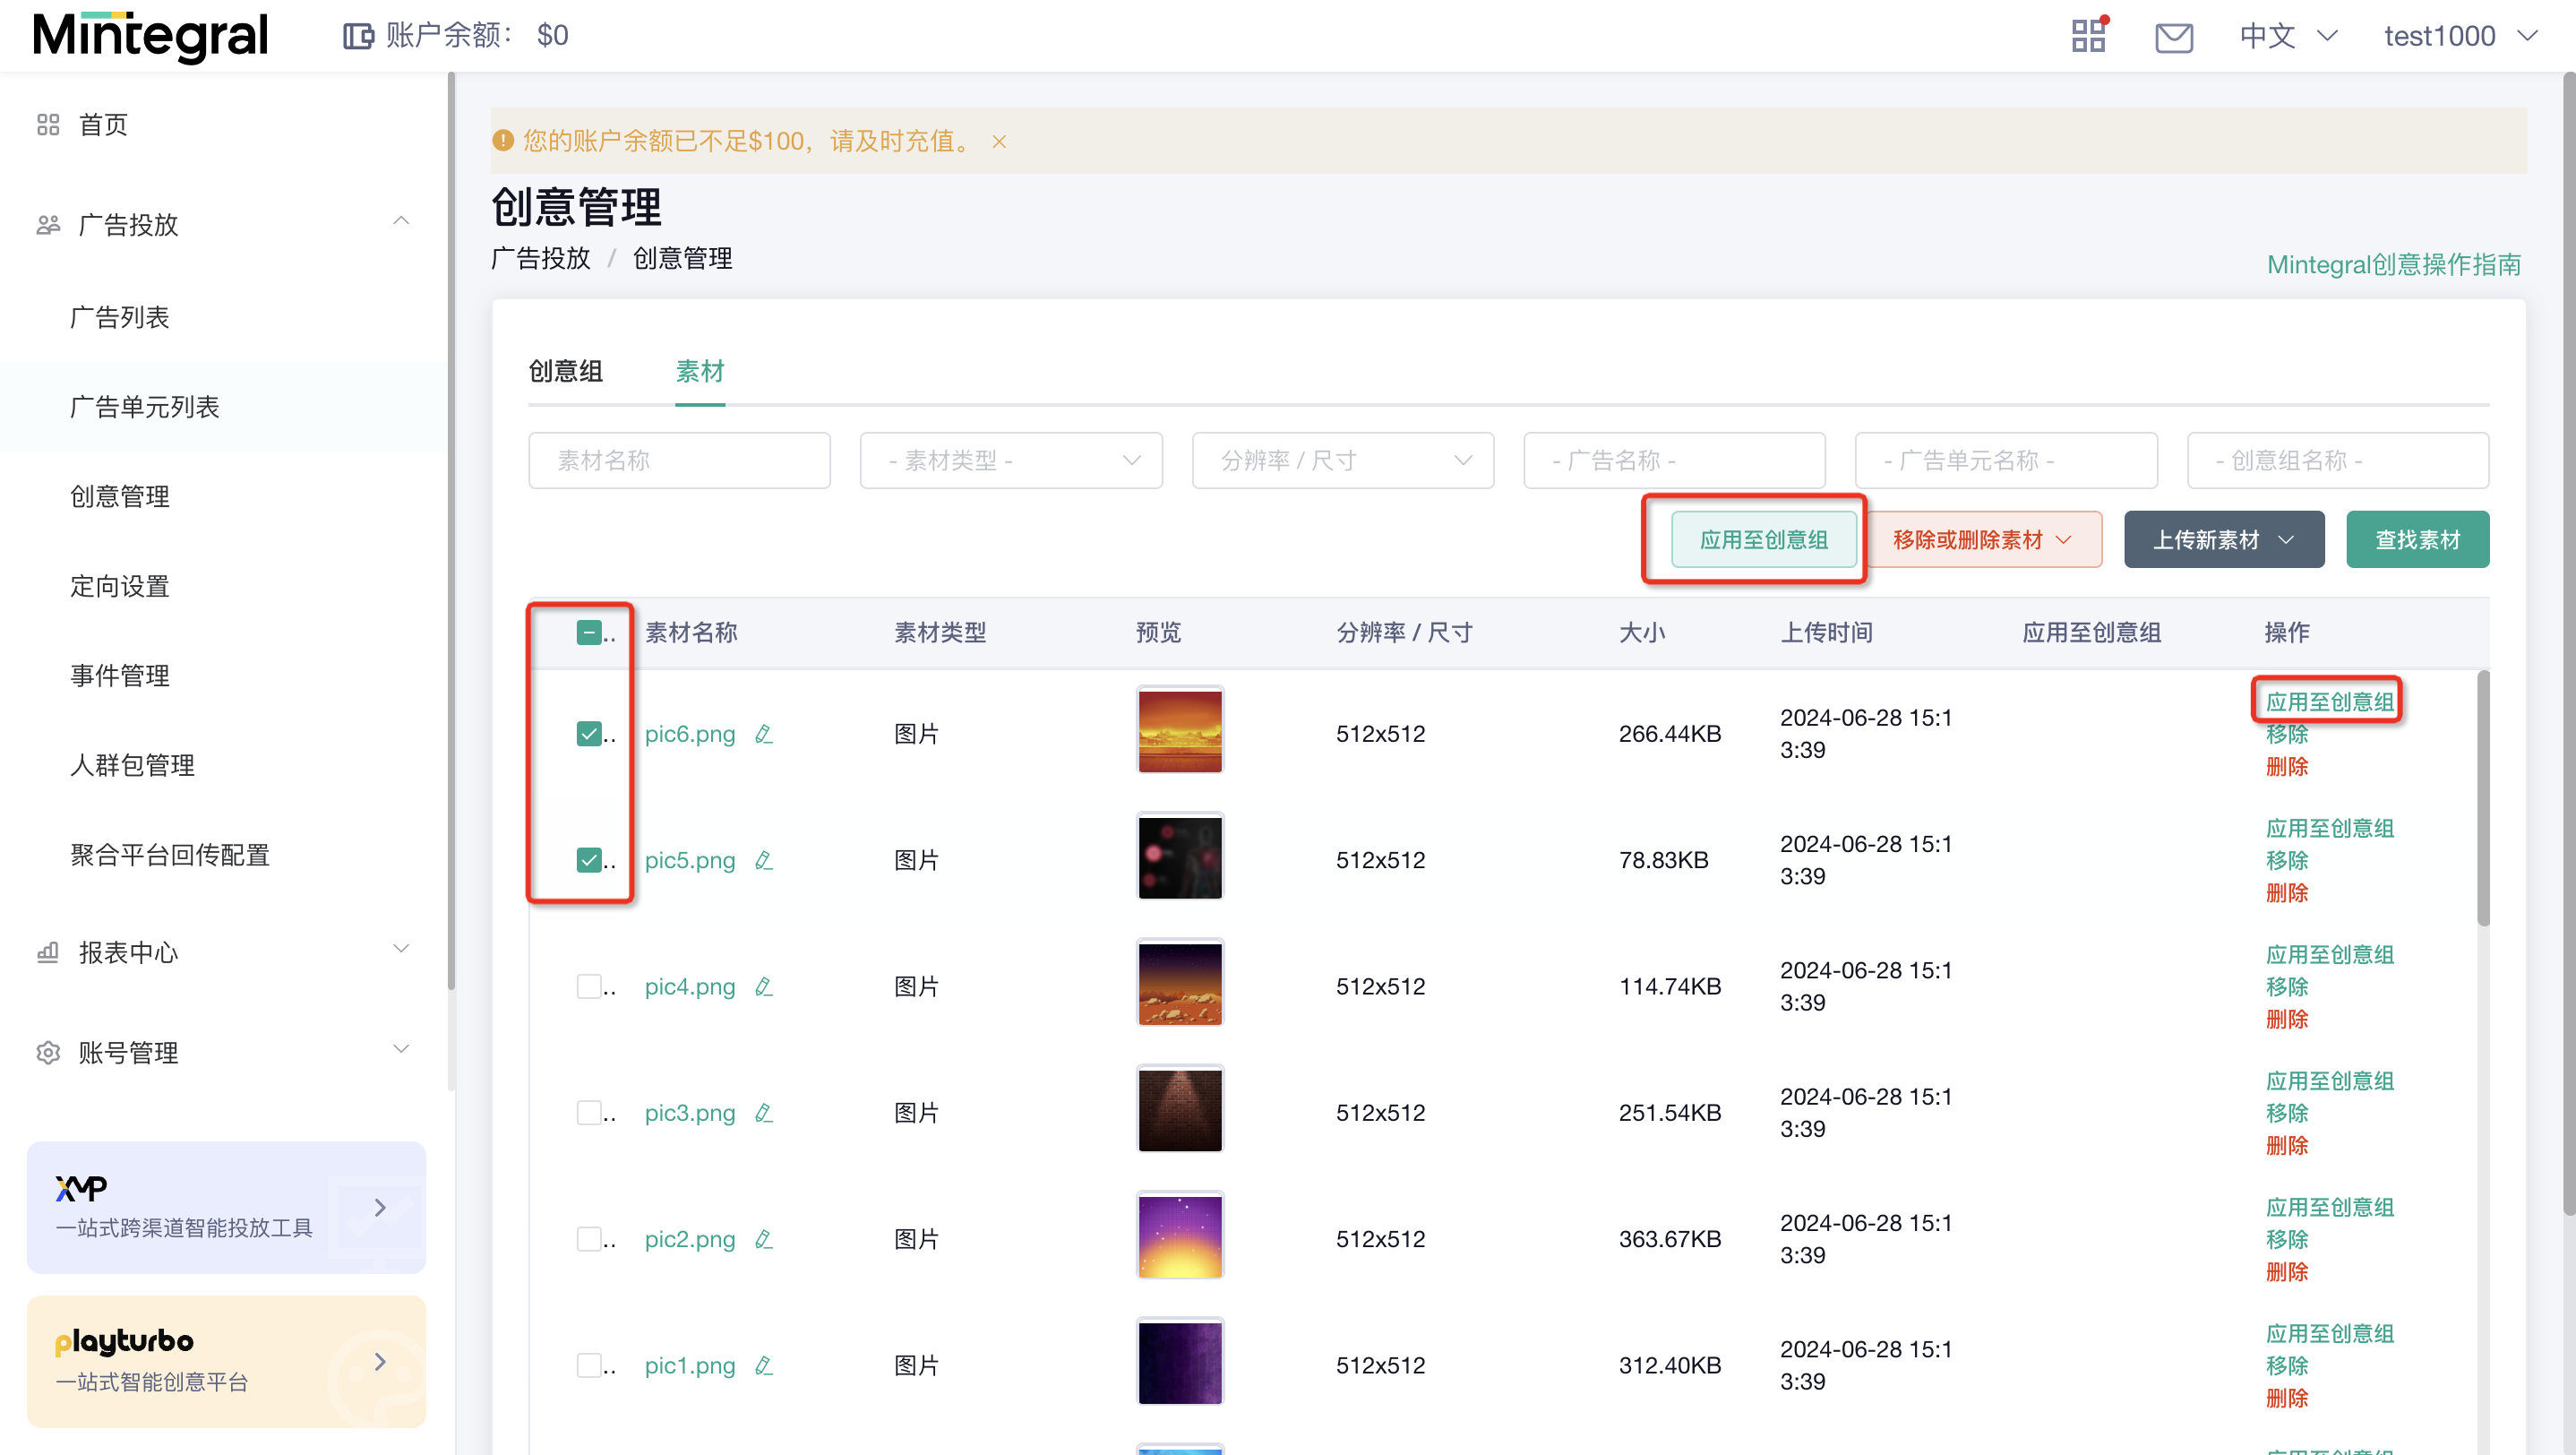 Mintegral
账户余额： $0
中文
test1000
首页
广告投放
广告列表
广告单元列表
创意管理
定向设置
事件管理
人群包管理
聚合平台回传配置
报表中心
账号管理
XMP
一站式跨渠道智能投放工具
playturbo
一站式智能创意平台
您的账户余额已不足$100，请及时充值。 ×
创意管理
广告投放 / 创意管理
Mintegral创意操作指南
创意组 素材
素材名称 - 素材类型 - 分辨率 / 尺寸 - 广告名称 - - 广告单元名称 - - 创意组名称 -
应用至创意组 移除或删除素材 上传新素材 查找素材
.. 素材名称 素材类型 预览 分辨率 / 尺寸 大小 上传时间 应用至创意组 操作
.. pic6.png 图片 512x512 266.44KB 2024-06-28 15:1
3:39
应用至创意组
移除
删除
.. pic5.png 图片 512x512 78.83KB 2024-06-28 15:1
3:39
应用至创意组
移除
删除
.. pic4.png 图片 512x512 114.74KB 2024-06-28 15:1
3:39
应用至创意组
移除
删除
.. pic3.png 图片 512x512 251.54KB 2024-06-28 15:1
3:39
应用至创意组
移除
删除
.. pic2.png 图片 512x512 363.67KB 2024-06-28 15:1
3:39
应用至创意组
移除
删除
.. pic1.png 图片 512x512 312.40KB 2024-06-28 15:1
3:39
应用至创意组
移除
删除